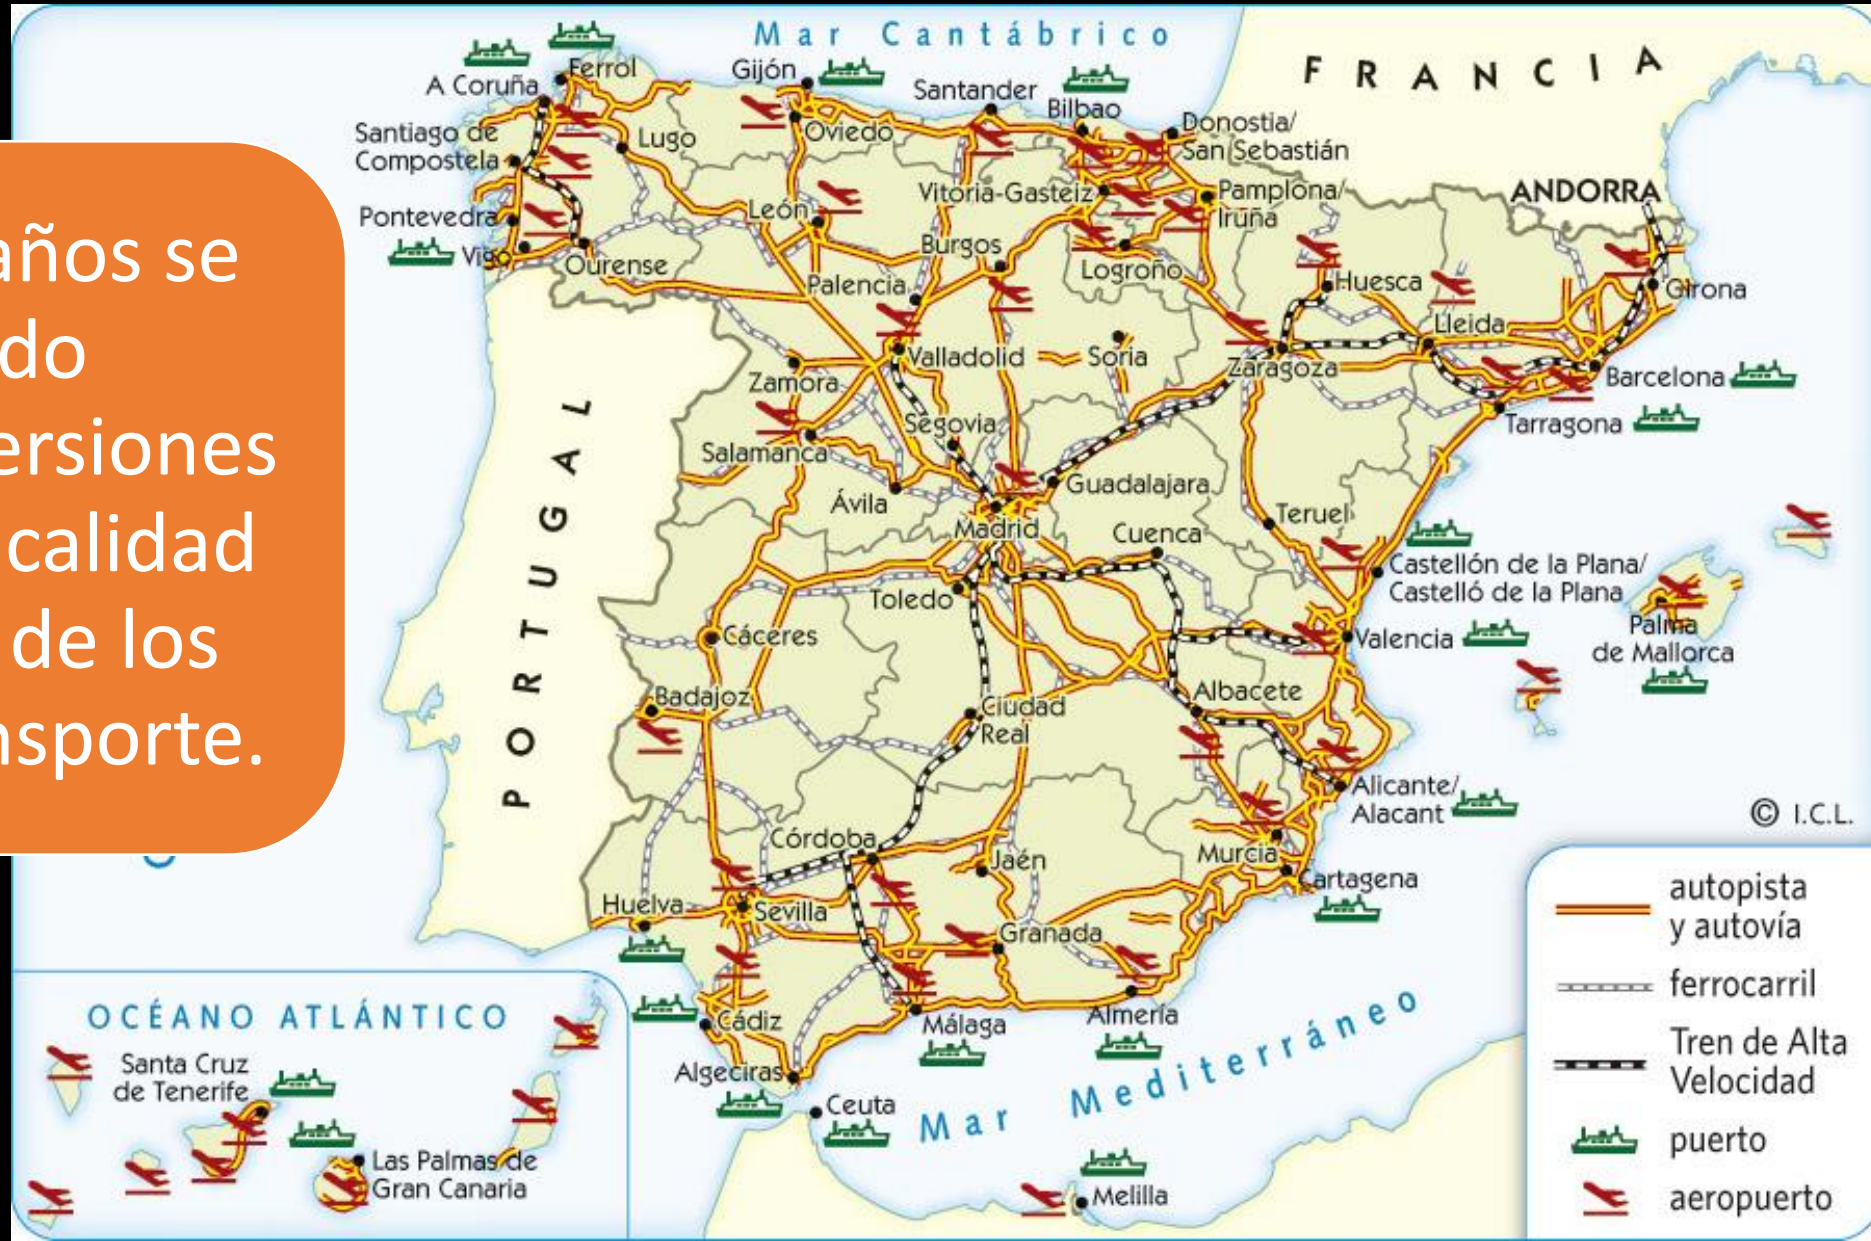 años se
do
ersiones
calidad
de los
nsporte.
Mar Cantábrico
FRANCIA
ANDORRA
PORTUGAL
A Coruña
Ferrol
Gijón
Santander
Bilbao
Donostia/
San Sebastián
Santiago de
Compostela
Lugo
Oviedo
Vitoria-Gasteiz
Pamplona/
Iruña
Pontevedra
León
Vigo
Ourense
Burgos
Logroño
Palencia
Huesca
Girona
Lleida
Valladolid
Soria
Zaragoza
Zamora
Barcelona
Segovia
Tarragona
Salamanca
Ávila
Guadalajara
Madrid
Teruel
Cuenca
Castellón de la Plana/
Castelló de la Plana
Toledo
Palma
de Mallorca
Cáceres
Valencia
Badajoz
Albacete
Ciudad
Real
Alicante/
Alacant
Córdoba
Jaén
Murcia
Cartagena
Huelva
Sevilla
Granada
Cádiz
Málaga
Almería
Algeciras
Ceuta
Melilla
Mar Mediterráneo
OCÉANO ATLÁNTICO
Santa Cruz
de Tenerife
Las Palmas de
Gran Canaria
© I.C.L.
autopista
y autovía
ferrocarril
Tren de Alta
Velocidad
puerto
aeropuerto